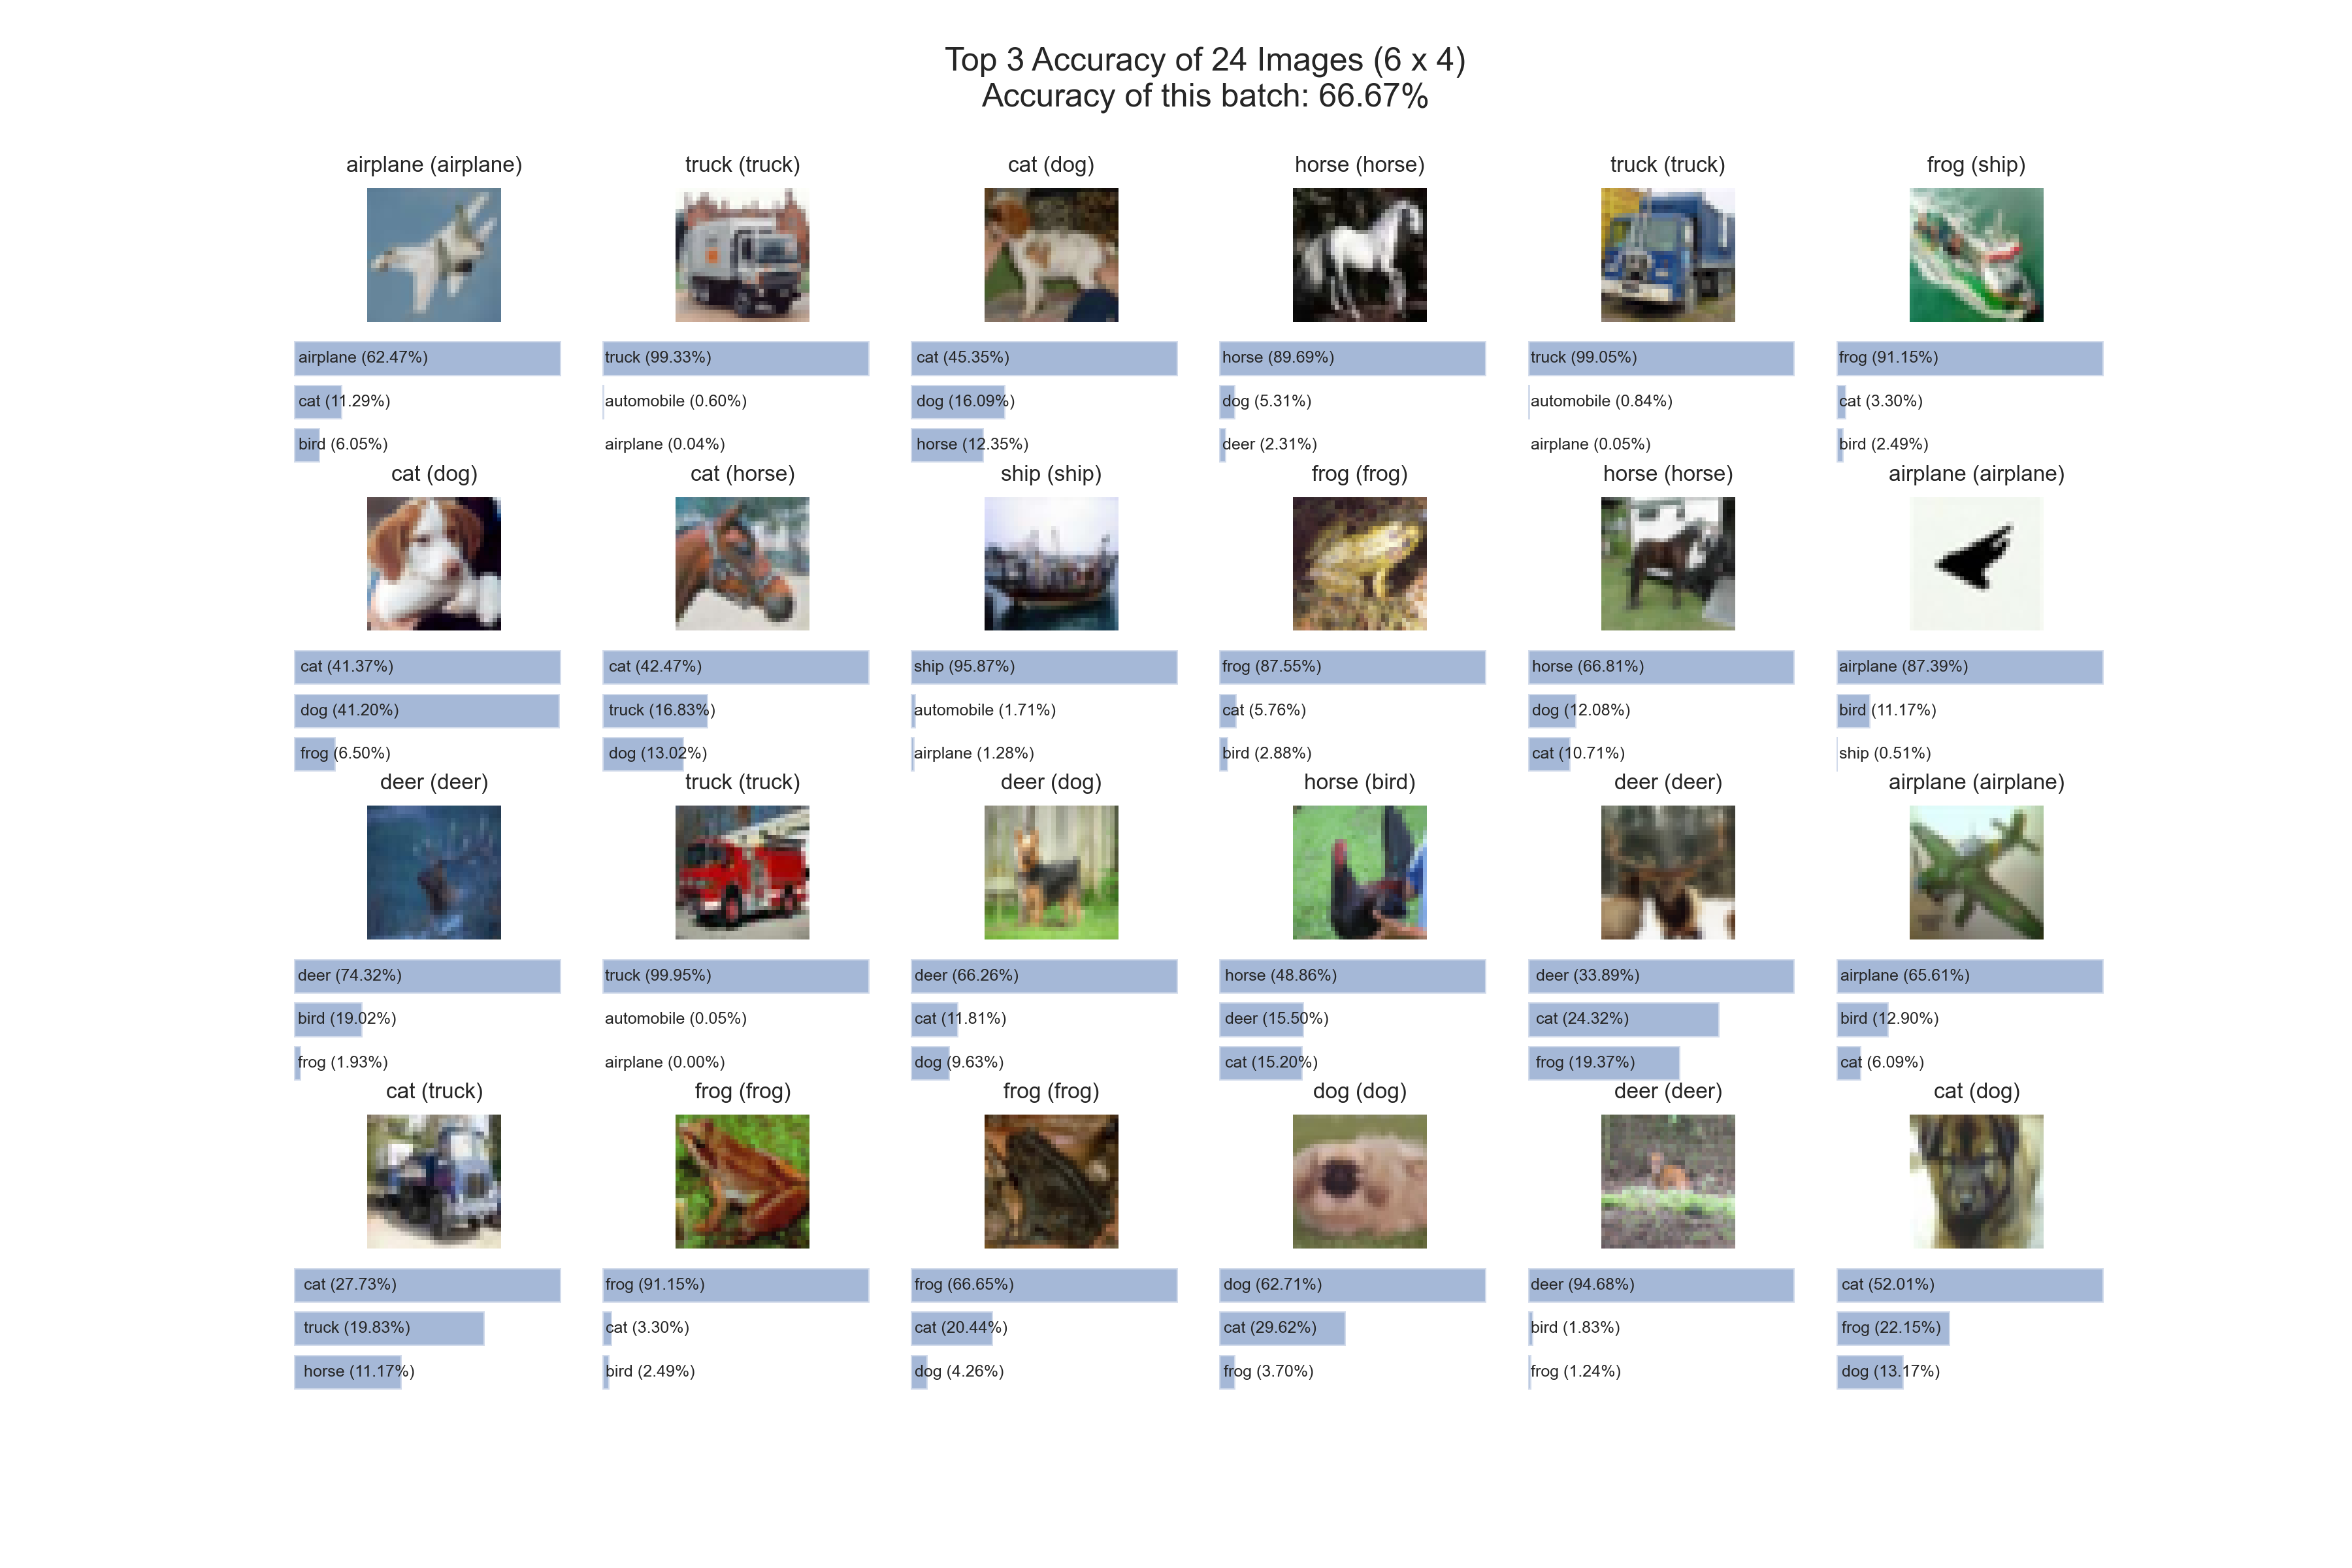 Top 3 Accuracy of 24 Images (6 x 4)
Accuracy of this batch: 66.67%
airplane (airplane)
airplane (62.47%)
cat (11.29%)
bird (6.05%)
truck (truck)
truck (99.33%)
automobile (0.60%)
airplane (0.04%)
cat (dog)
cat (45.35%)
dog (16.09%)
horse (12.35%)
horse (horse)
horse (89.69%)
dog (5.31%)
deer (2.31%)
truck (truck)
truck (99.05%)
automobile (0.84%)
airplane (0.05%)
frog (ship)
frog (91.15%)
cat (3.30%)
bird (2.49%)
cat (dog)
cat (41.37%)
dog (41.20%)
frog (6.50%)
cat (horse)
cat (42.47%)
truck (16.83%)
dog (13.02%)
ship (ship)
ship (95.87%)
automobile (1.71%)
airplane (1.28%)
frog (frog)
frog (87.55%)
cat (5.76%)
bird (2.88%)
horse (horse)
horse (66.81%)
dog (12.08%)
cat (10.71%)
airplane (airplane)
airplane (87.39%)
bird (11.17%)
ship (0.51%)
deer (deer)
deer (74.32%)
bird (19.02%)
frog (1.93%)
truck (truck)
truck (99.95%)
automobile (0.05%)
airplane (0.00%)
deer (dog)
deer (66.26%)
cat (11.81%)
dog (9.63%)
horse (bird)
horse (48.86%)
deer (15.50%)
cat (15.20%)
deer (deer)
deer (33.89%)
cat (24.32%)
frog (19.37%)
airplane (airplane)
airplane (65.61%)
bird (12.90%)
cat (6.09%)
cat (truck)
cat (27.73%)
truck (19.83%)
horse (11.17%)
frog (frog)
frog (91.15%)
cat (3.30%)
bird (2.49%)
frog (frog)
frog (66.65%)
cat (20.44%)
dog (4.26%)
dog (dog)
dog (62.71%)
cat (29.62%)
frog (3.70%)
deer (deer)
deer (94.68%)
bird (1.83%)
frog (1.24%)
cat (dog)
cat (52.01%)
frog (22.15%)
dog (13.17%)